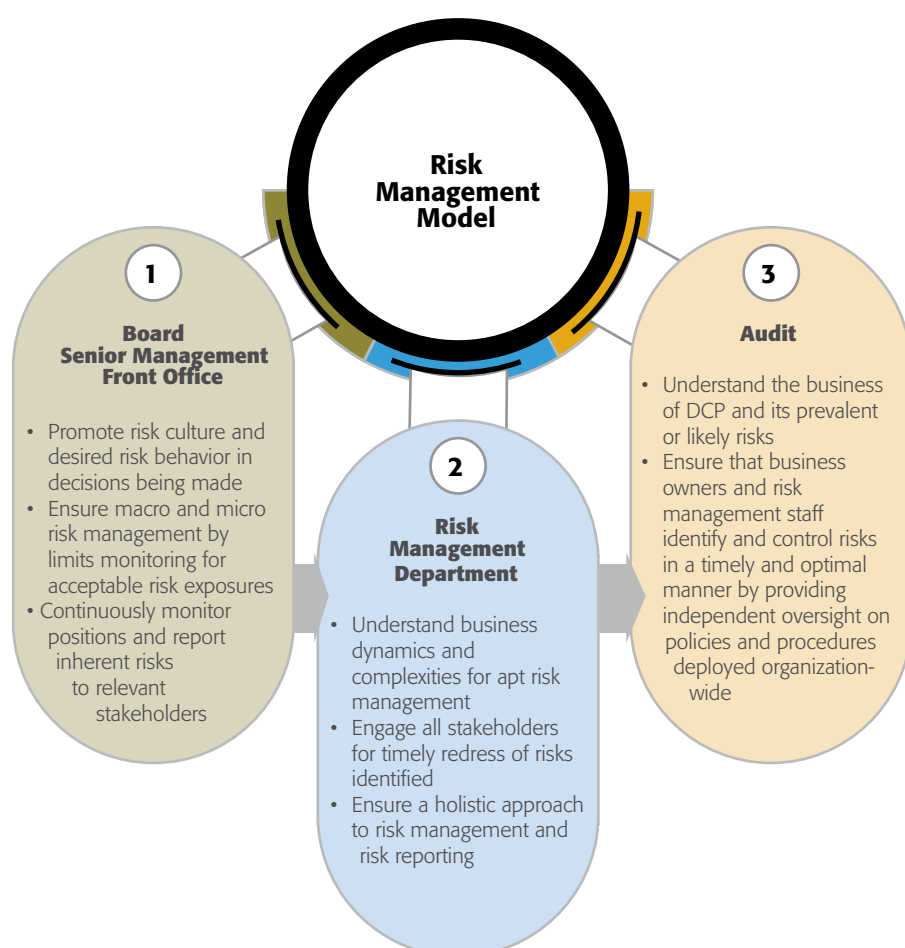 Risk
Management
Model
1
Board
Senior Management
Front Office
• Promote risk culture and
desired risk behavior in
decisions being made
• Ensure macro and micro
risk management by
limits monitoring for
acceptable risk exposures
• Continuously monitor
positions and report
inherent risks
to relevant
stakeholders
2
Risk
Management
Department
• Understand business
dynamics and
complexities for apt risk
management
• Engage all stakeholders
for timely redress of risks
identified
• Ensure a holistic approach
to risk management and
risk reporting
3
Audit
• Understand the business
of DCP and its prevalent
or likely risks
• Ensure that business
owners and risk
management staff
identify and control risks
in a timely and optimal
manner by providing
independent oversight on
policies and procedures
deployed organization-
wide